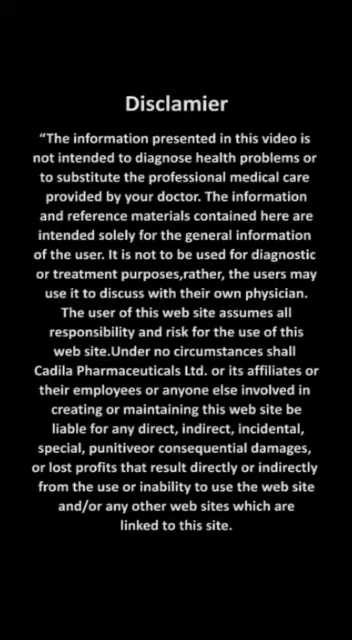 Disclamier
“The information presented in this video is
not intended to diagnose health problems or
to substitute the professional medical care
provided by your doctor. The information
and reference materials contained here are
intended solely for the general information
of the user. It is not to be used for diagnostic
or treatment purposes,rather, the users may
use it to discuss with their own physician.
The user of this web site assumes all
responsibility and risk for the use of this
web site.Under no circumstances shall
Cadila Pharmaceuticals Ltd. or its affiliates or
their employees or anyone else involved in
creating or maintaining this web site be
liable for any direct, indirect, incidental,
special, punitiveor consequential damages,
or lost profits that result directly or indirectly
from the use or inability to use the web site
and/or any other web sites which are
linked to this site.